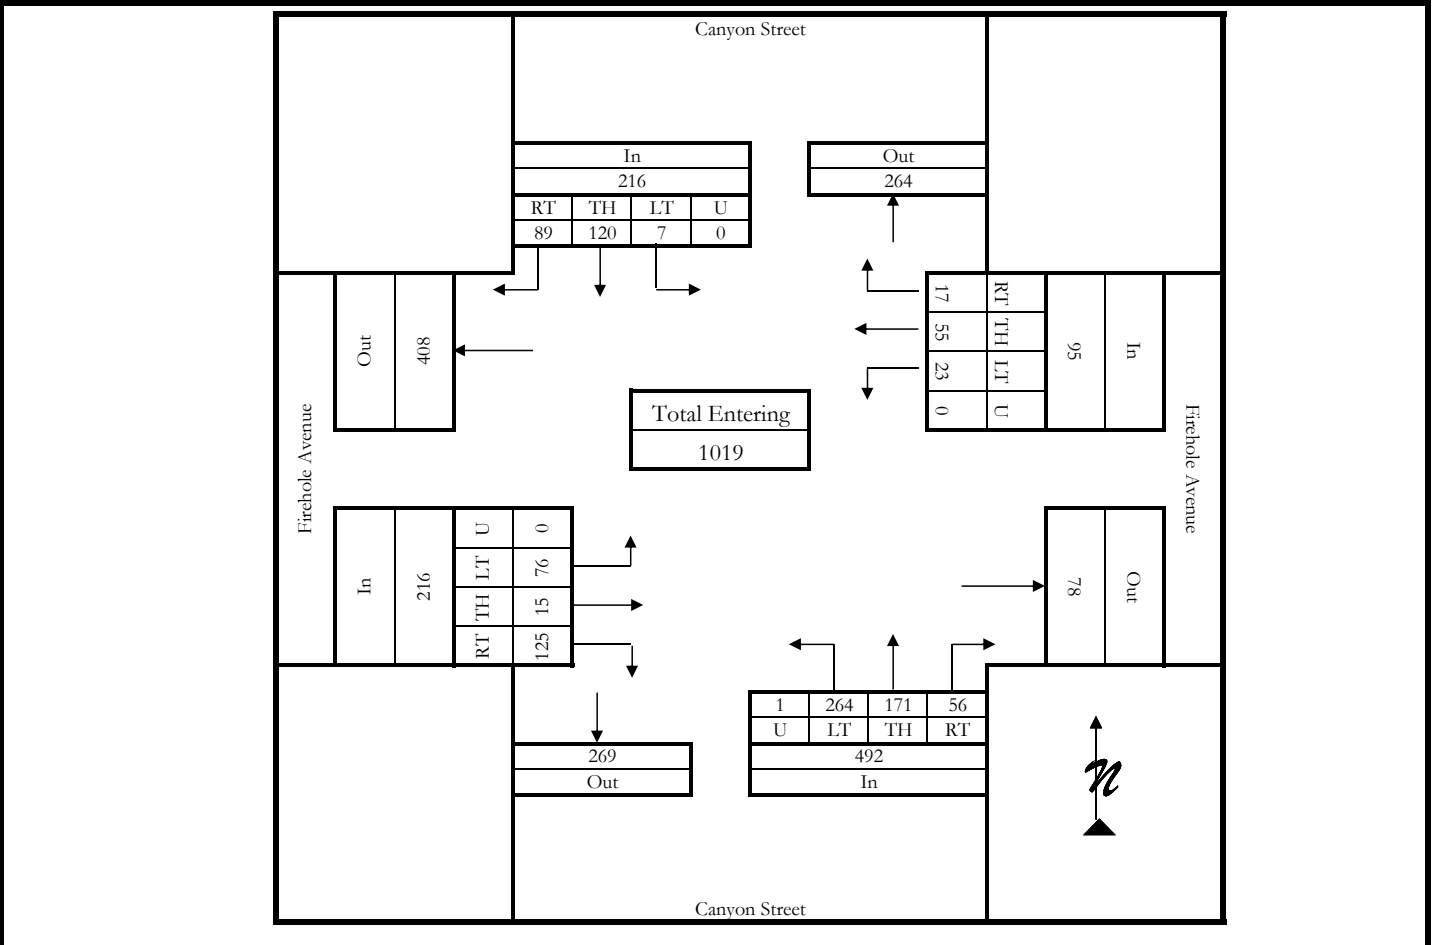 Canyon Street
In
Out
216
264
RT TH LT U
89 120 7 0
Out
408
17 RT
55 TH
23 LT
0 U
95
In
Total Entering
1019
Firehole Avenue
Firehole Avenue
In
216
U 0
LT 76
TH 15
RT 125
78
Out
1 264 171 56
U LT TH RT
269
492
Out
In
n
Canyon Street